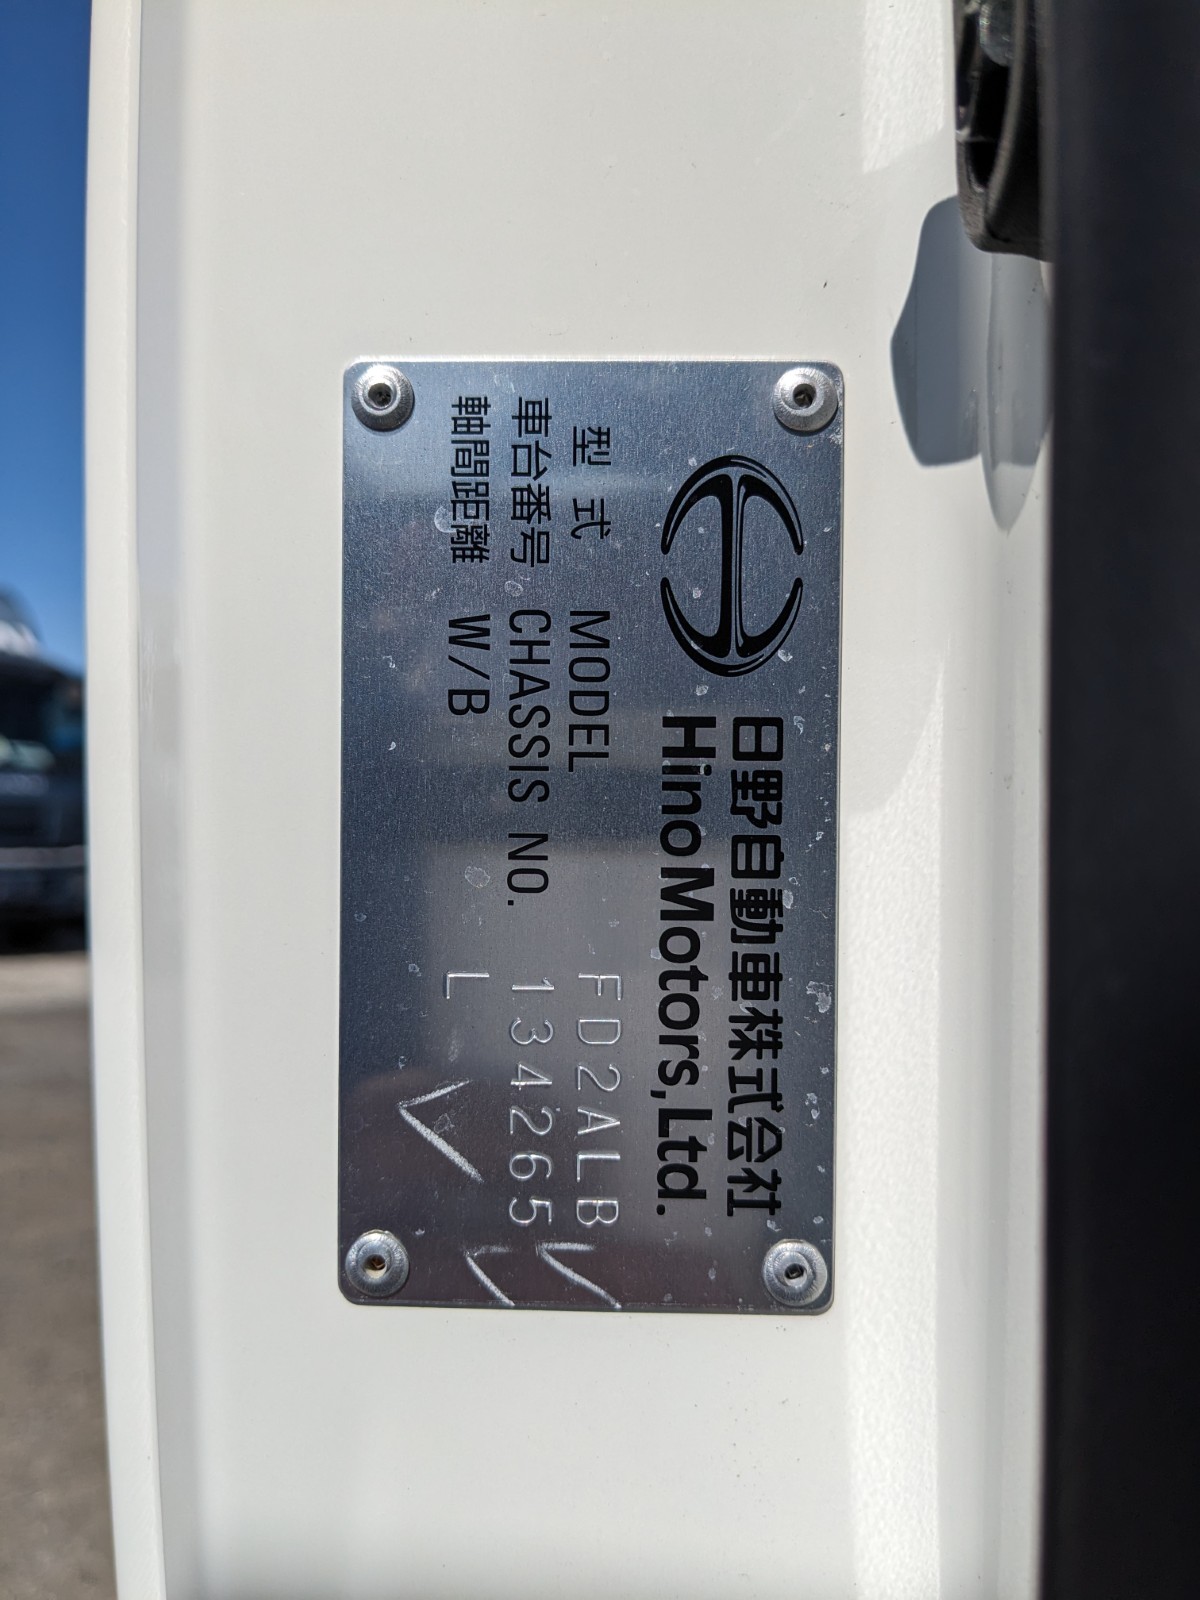 日野自動車株式会社
Hino Motors, Ltd.
型式 MODEL FD2ALB
車台番号 CHASSIS NO. 134265
軸間距離 W/B L